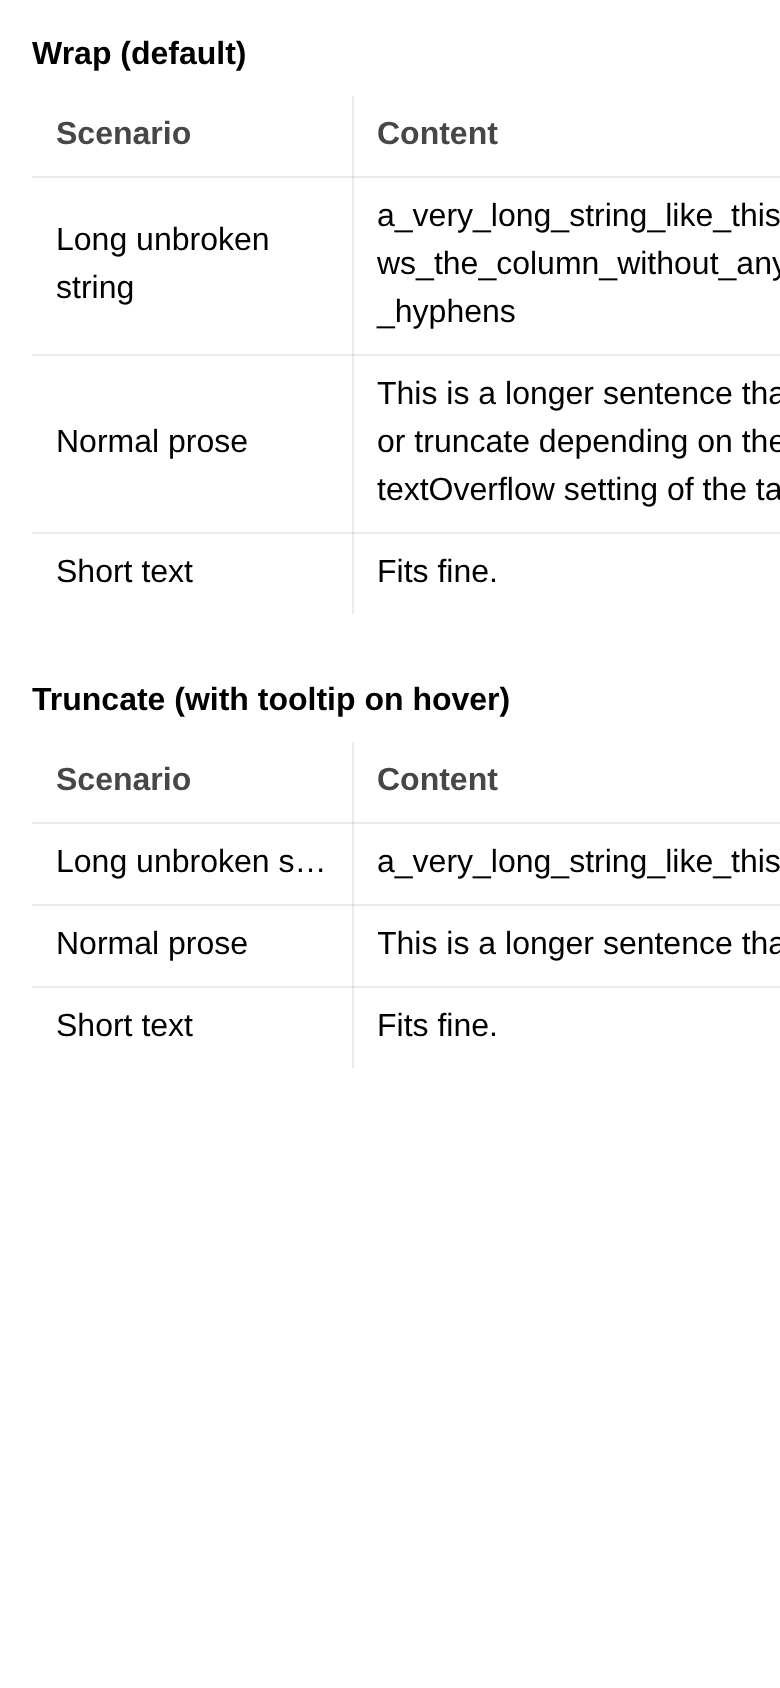 Wrap (default)
Scenario Content
Long unbroken string a_very_long_string_like_this
ws_the_column_without_any
_hyphens
Normal prose This is a longer sentence tha
or truncate depending on the
textOverflow setting of the ta
Short text Fits fine.
Truncate (with tooltip on hover)
Scenario Content
Long unbroken s… a_very_long_string_like_this
Normal prose This is a longer sentence tha
Short text Fits fine.